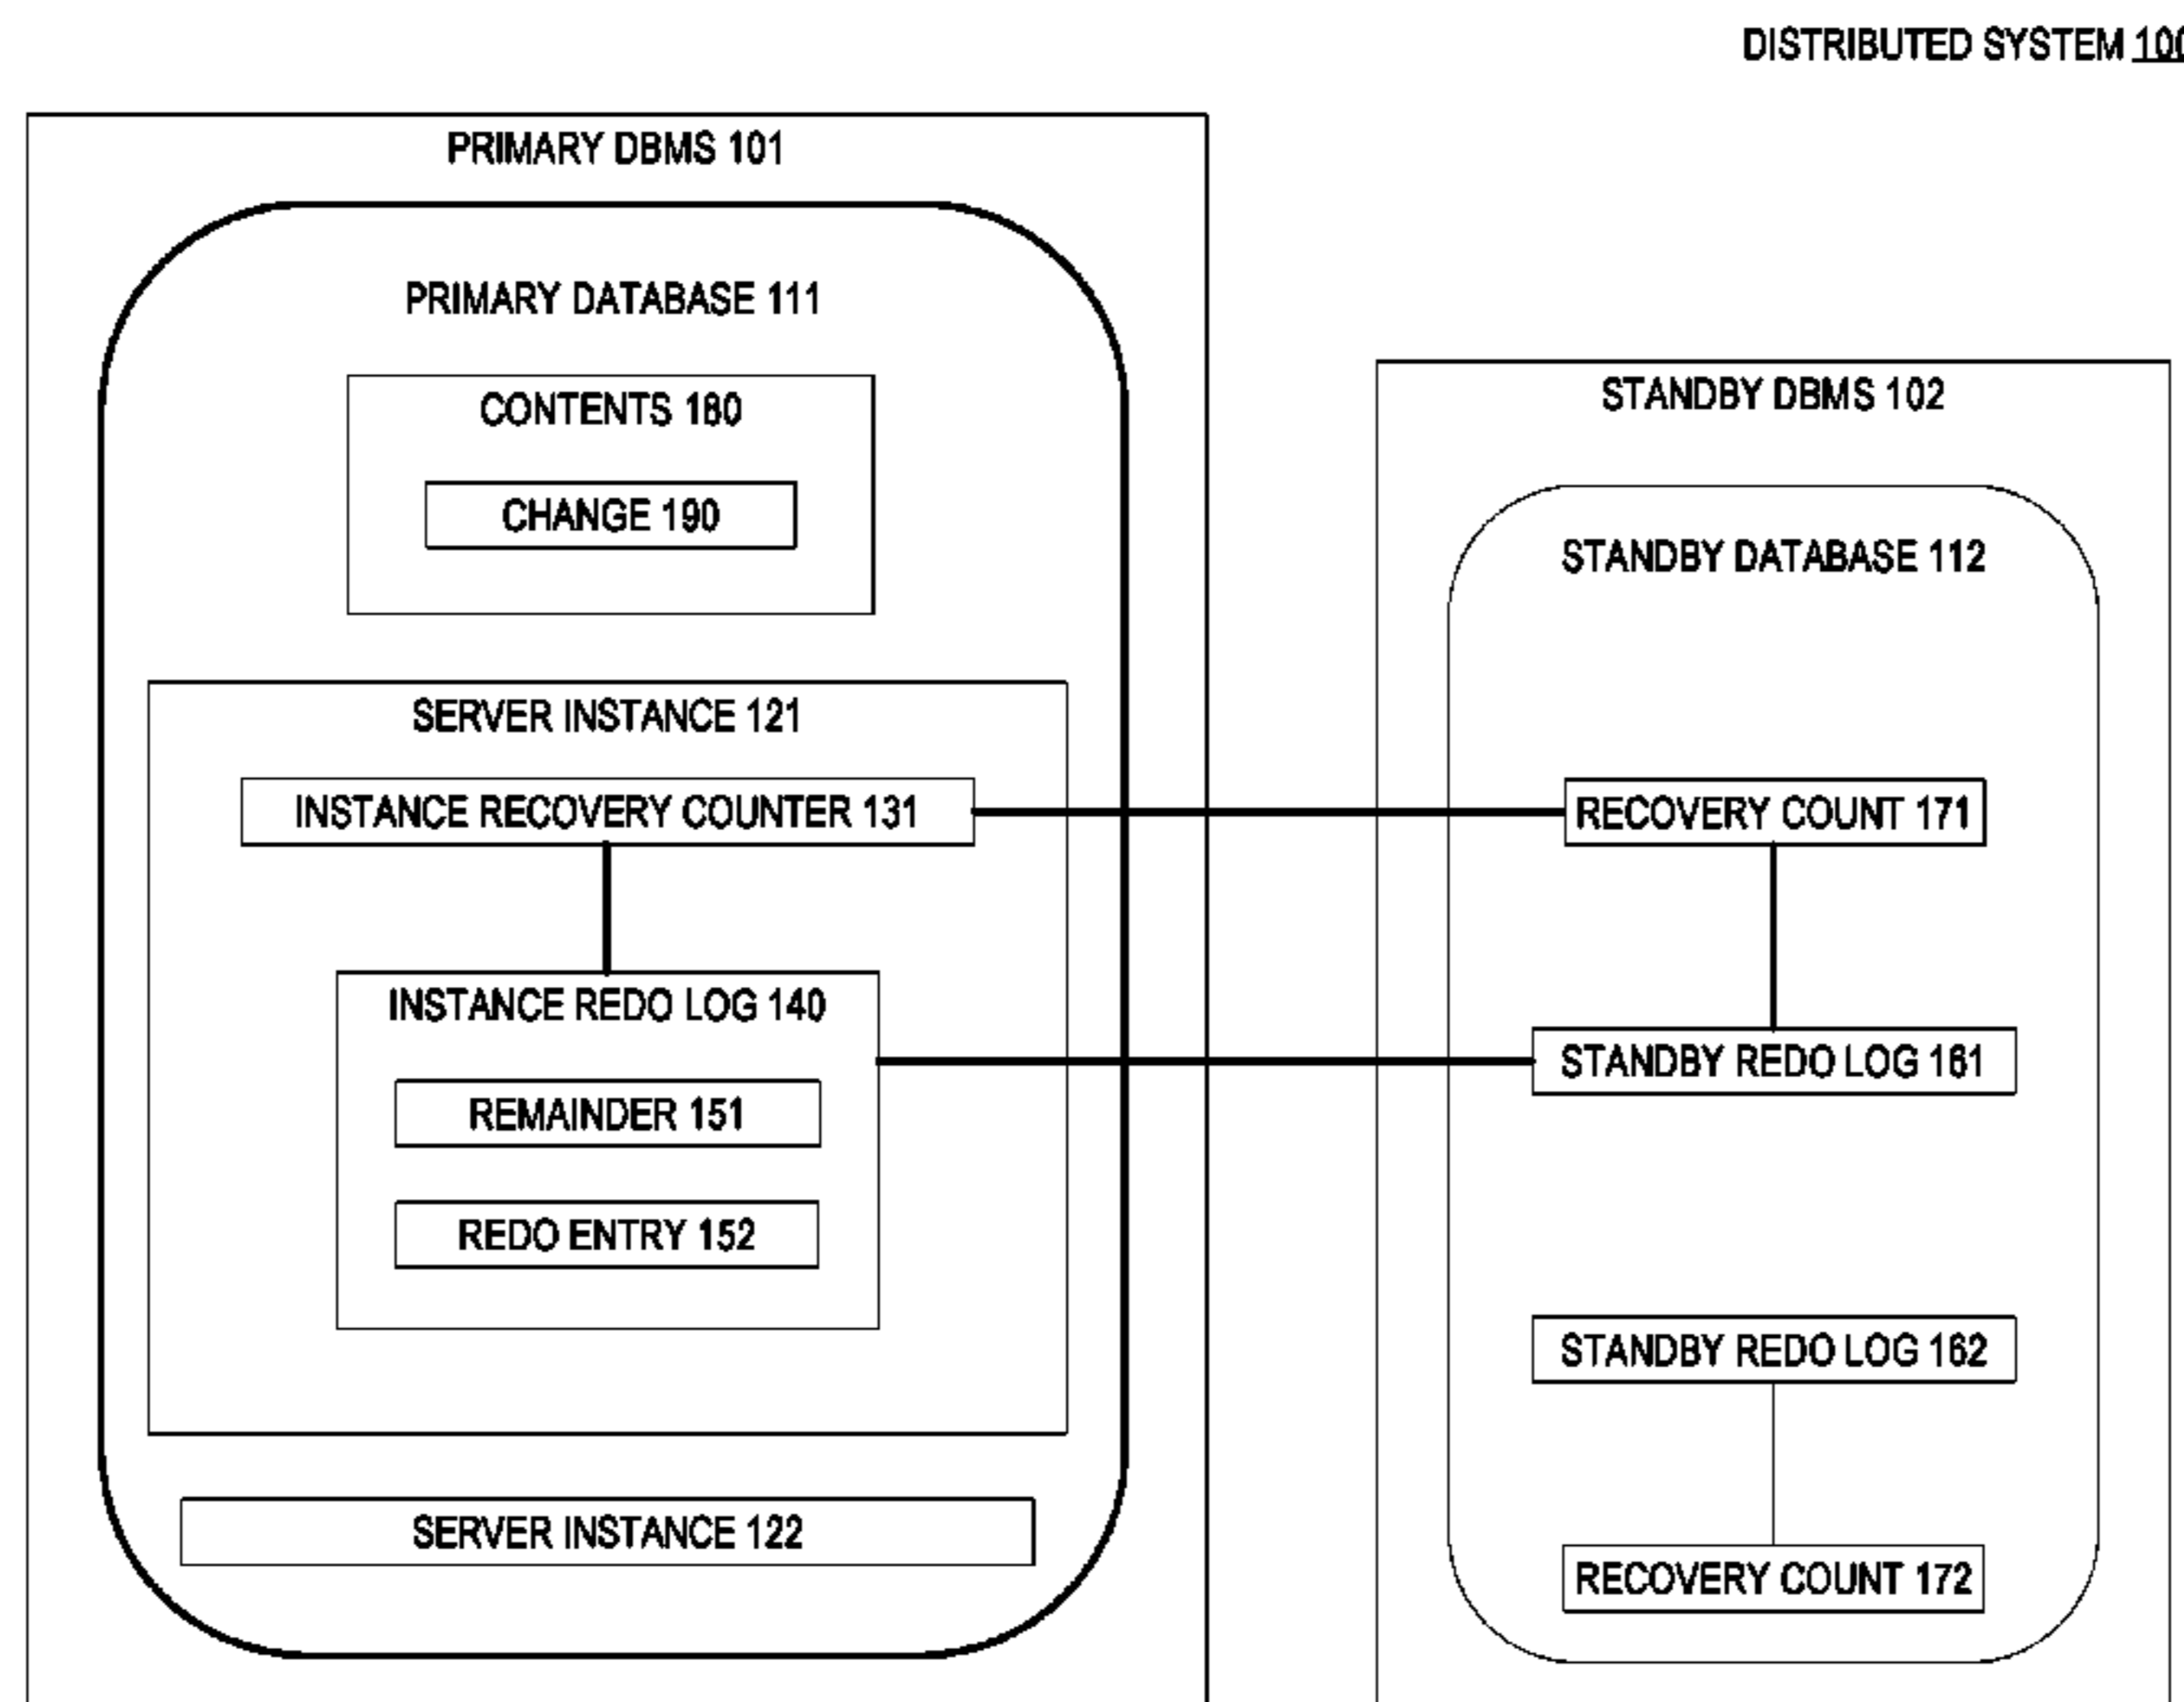 DISTRIBUTED SYSTEM 100
PRIMARY DBMS 101
PRIMARY DATABASE 111
CONTENTS 180
CHANGE 190
SERVER INSTANCE 121
INSTANCE RECOVERY COUNTER 131
INSTANCE REDO LOG 140
REMAINDER 151
REDO ENTRY 152
SERVER INSTANCE 122
STANDBY DBMS 102
STANDBY DATABASE 112
RECOVERY COUNT 171
STANDBY REDO LOG 161
STANDBY REDO LOG 162
RECOVERY COUNT 172